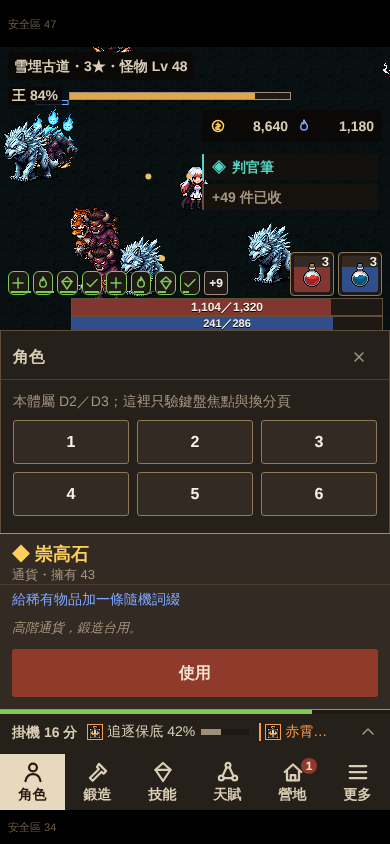 安全區 47
雪埋古道・3★・怪物 Lv 48
王 84%
8,640 1,180
判官筆
+49 件已收
3 3
+9
1,104／1,320
241／286
角色
本體屬 D2／D3；這裡只驗鍵盤焦點與換分頁
1 2 3
4 5 6
崇高石
通貨・擁有 43
給稀有物品加一條隨機詞綴
高階通貨，鍛造台用。
使用
掛機 16 分 追逐保底 42% 赤霄…
1
角色 鍛造 技能 天賦 營地 更多
安全區 34